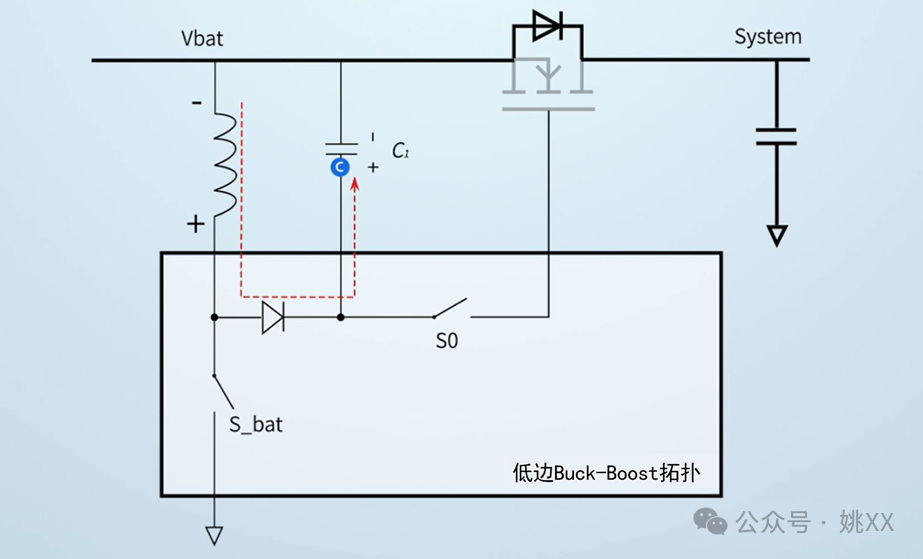 Vbat
System
-
+
C
-
+
C₁
S0
S_bat
低边Buck-Boost拓扑
公众号 · 姚XX